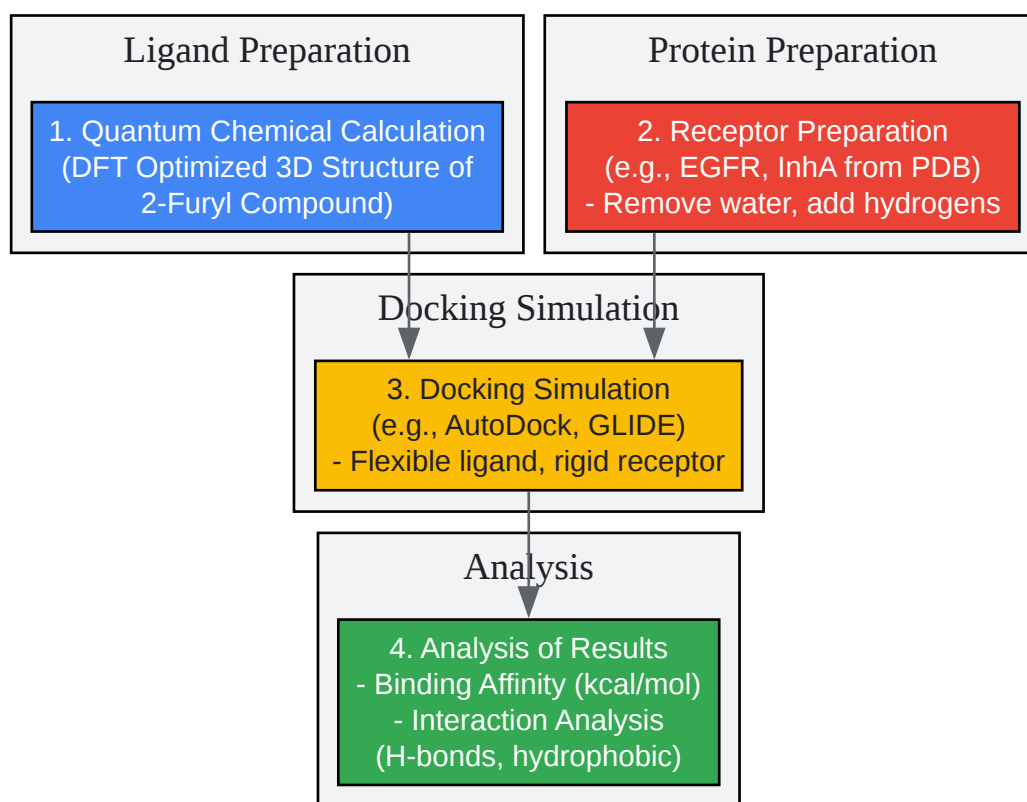 Ligand Preparation
1. Quantum Chemical Calculation
(DFT Optimized 3D Structure of
2-Furyl Compound)
Protein Preparation
2. Receptor Preparation
(e.g., EGFR, InhA from PDB)
- Remove water, add hydrogens
Docking Simulation
3. Docking Simulation
(e.g., AutoDock, GLIDE)
- Flexible ligand, rigid receptor
Analysis
4. Analysis of Results
- Binding Affinity (kcal/mol)
- Interaction Analysis
(H-bonds, hydrophobic)